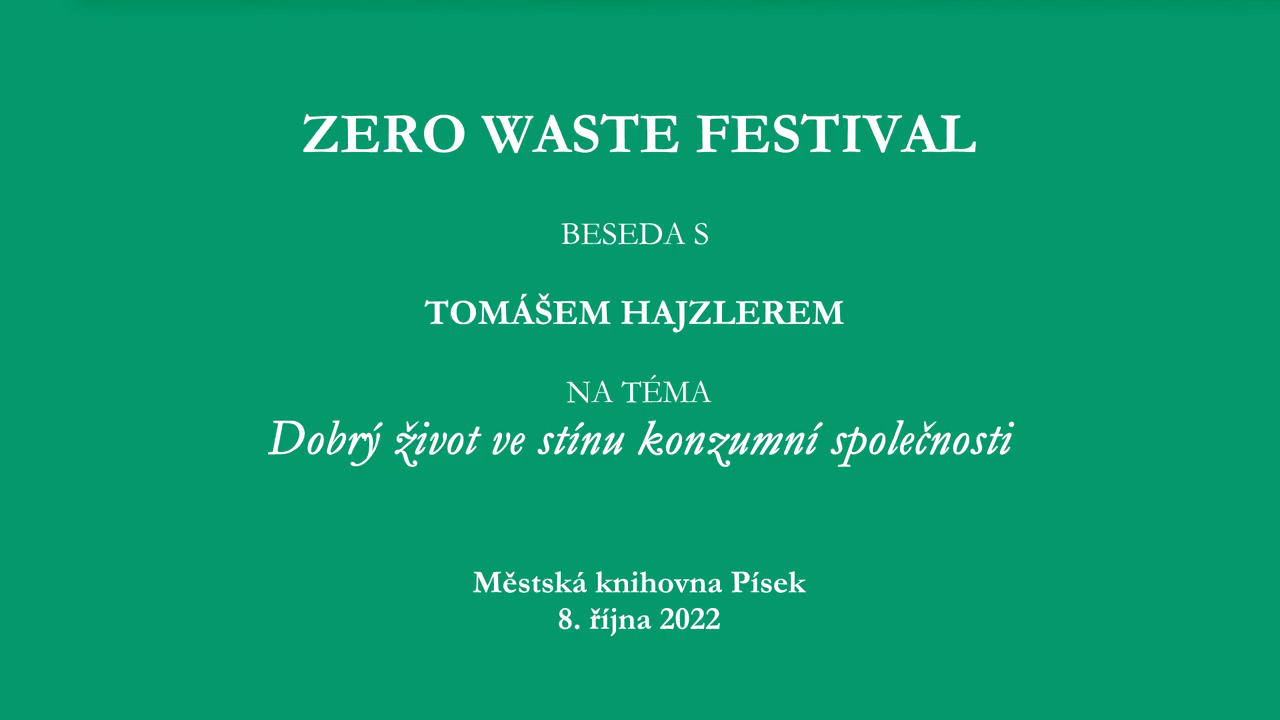 ZERO WASTE FESTIVAL
BESEDA S
TOMÁŠEM HAJZLEREM
NA TÉMA
Dobrý život ve stínu konzumní společnosti
Městská knihovna Písek
8. října 2022